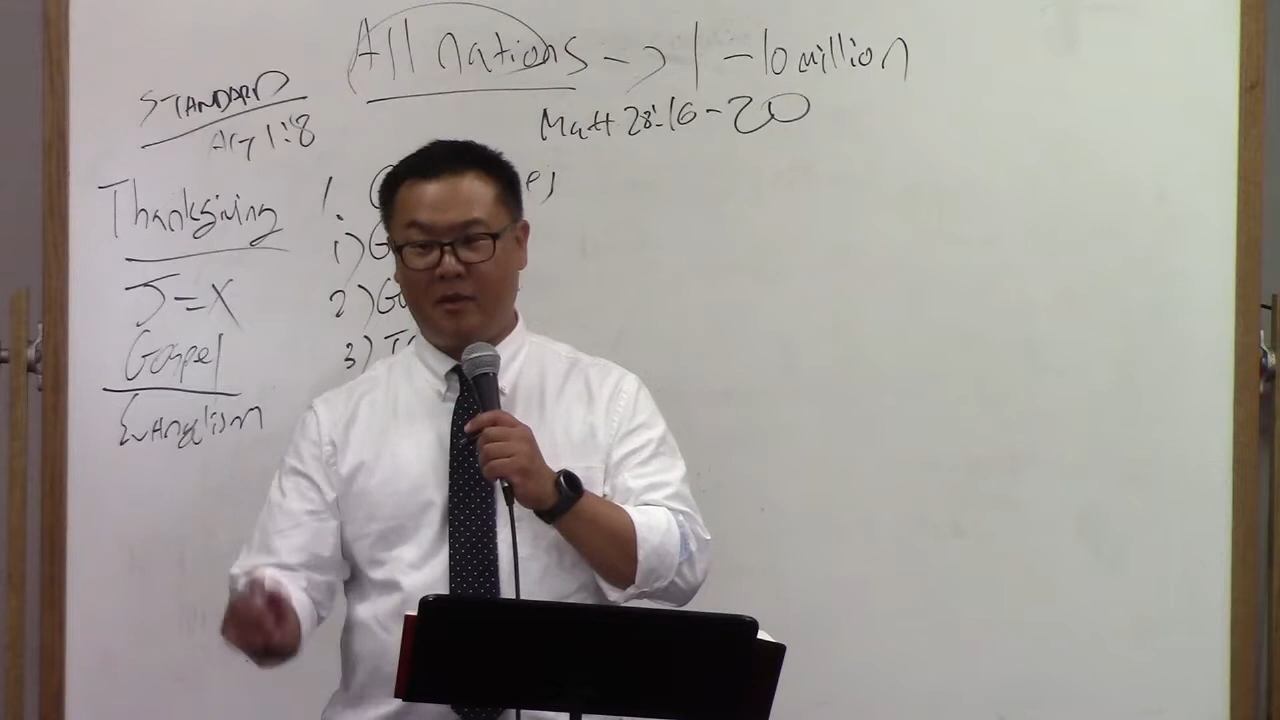 All nations -> 1-10 million
STANDARD
Matt 28:16-20
Act 1:8
Thanksgiving
1.
1) G
2) Go
3)
J=X
Gospel
Evangelism